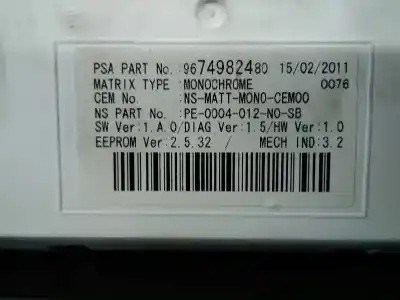 PSA PART No.:9674982480 15/02/2011
MATRIX TYPE :MONOCHROME 0076
CEM No. :NS-MATT-MONO-CEM00
NS PART No. :PE-0004-012-NO-SB
SW Ver:1.A.0/DIAG Ver:1.5/HW Ver:1.0
EEPROM Ver:2.5.32 / MECH IND:3.2